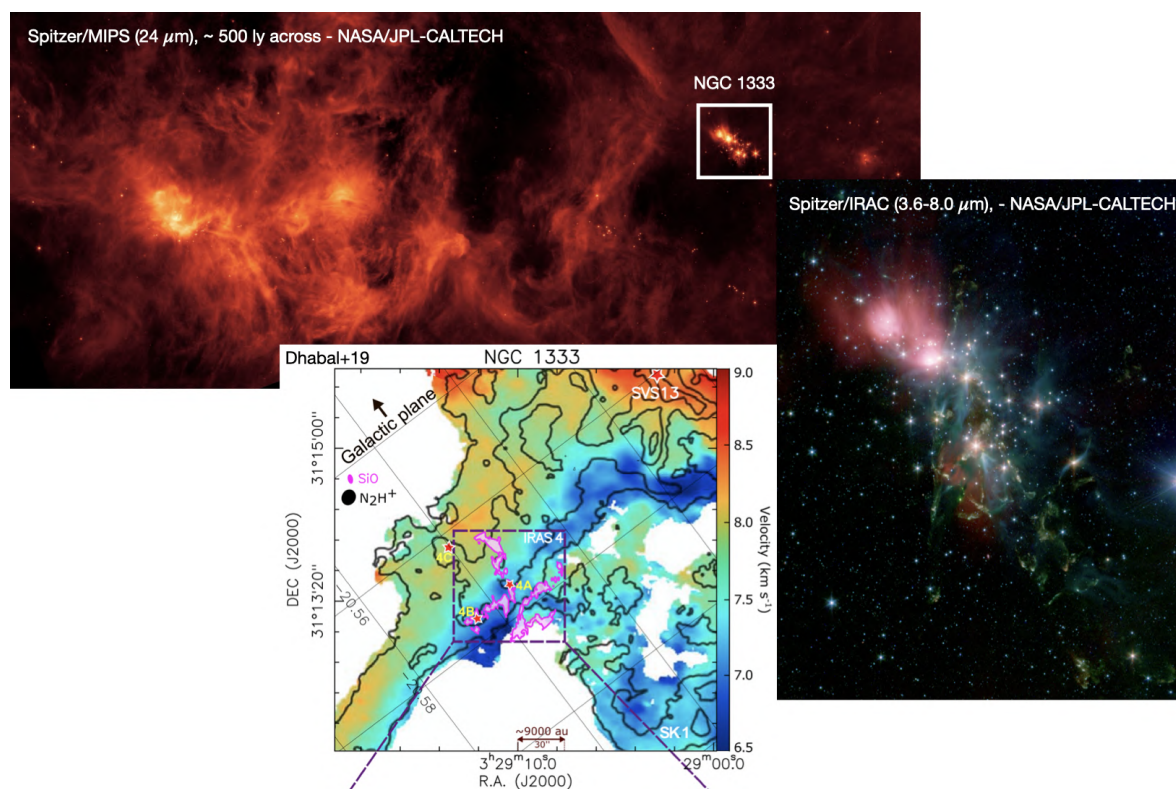 Spitzer/MIPS (24 μm), ~ 500 ly across - NASA/JPL-CALTECH
NGC 1333
Spitzer/IRAC (3.6-8.0 μm), - NASA/JPL-CALTECH
Dhabal+19
NGC 1333
9.0
SVS13
Galactic plane
8.5
31°15'00"
SiO
N₂H⁺
8.0
IRAS 4
4C
4A
DEC (J2000)
Velocity (km s⁻¹)
7.5
31°13'20"
4B
-20.56
7.0
-20.58
SK1
~9000 au
30"
6.5
3ʰ29ᵐ10ˢ.0
29ᵐ00ˢ.0
R.A. (J2000)